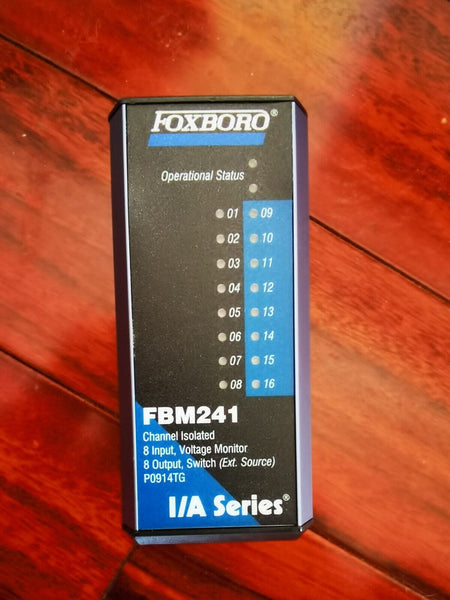 FOXBORO®
Operational Status
01 09
02 10
03 11
04 12
05 13
06 14
07 15
08 16
FBM241
Channel Isolated
8 Input, Voltage Monitor
8 Output, Switch (Ext. Source)
P0914TG
I/A Series®